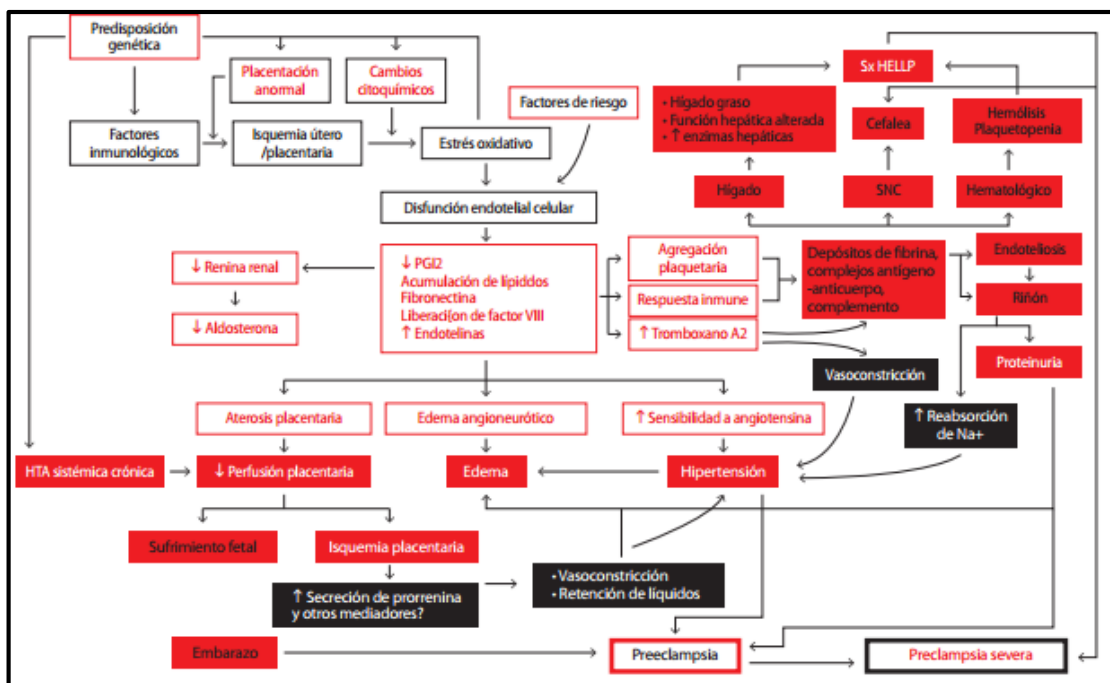 Predisposición
genética
Placentación
anormal
Cambios
citoquímicos
Factores de riesgo
Factores
inmunológicos
Isquemia útero
/placentaria
Estrés oxidativo
Disfunción endotelial celular
Sx HELLP
• Hígado graso
• Función hepática alterada
• ↑ enzimas hepáticas
Cefalea
Hemólisis
Plaquetopenia
Hígado
SNC
Hematológico
↓ Renina renal
↓ Aldosterona
↓ PGI2
Acumulación de lípiddos
Fibronectina
Liberaci{on de factor VIII
↑ Endotelinas
Agregación
plaquetaria
Respuesta inmune
↑ Tromboxano A2
Depósitos de fibrina,
complejos antígeno
-anticuerpo,
complemento
Endoteliosis
Riñón
Proteinuria
Vasoconstricción
↑ Reabsorción
de Na+
Aterosis placentaria
Edema angioneurótico
↑ Sensibilidad a angiotensina
HTA sistémica crónica
↓ Perfusión placentaria
Edema
Hipertensión
Sufrimiento fetal
Isquemia placentaria
↑ Secreción de prorrenina
y otros mediadores?
• Vasoconstricción
• Retención de líquidos
Embarazo
Preeclampsia
Preclampsia severa